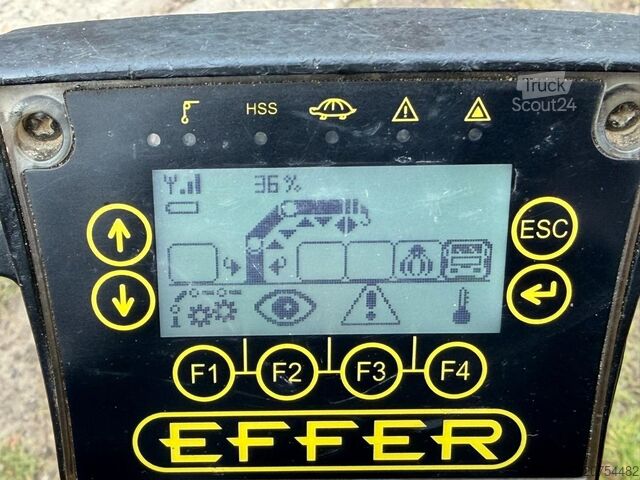 Truck
Scout24
HSS
36%
ESC
F1
F2
F3
F4
EFFER